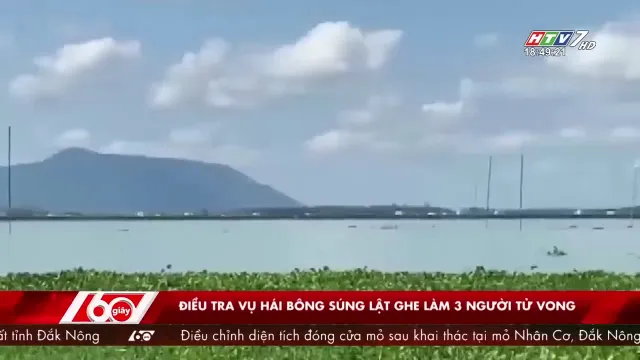 HTV7 HD
18:49:21
60 giây
ĐIỀU TRA VỤ HÁI BÔNG SÚNG LẬT GHE LÀM 3 NGƯỜI TỬ VONG
ất tỉnh Đắk Nông 60 giây Điều chỉnh diện tích đóng cửa mỏ sau khai thác tại mỏ Nhân Cơ, Đắk Nông